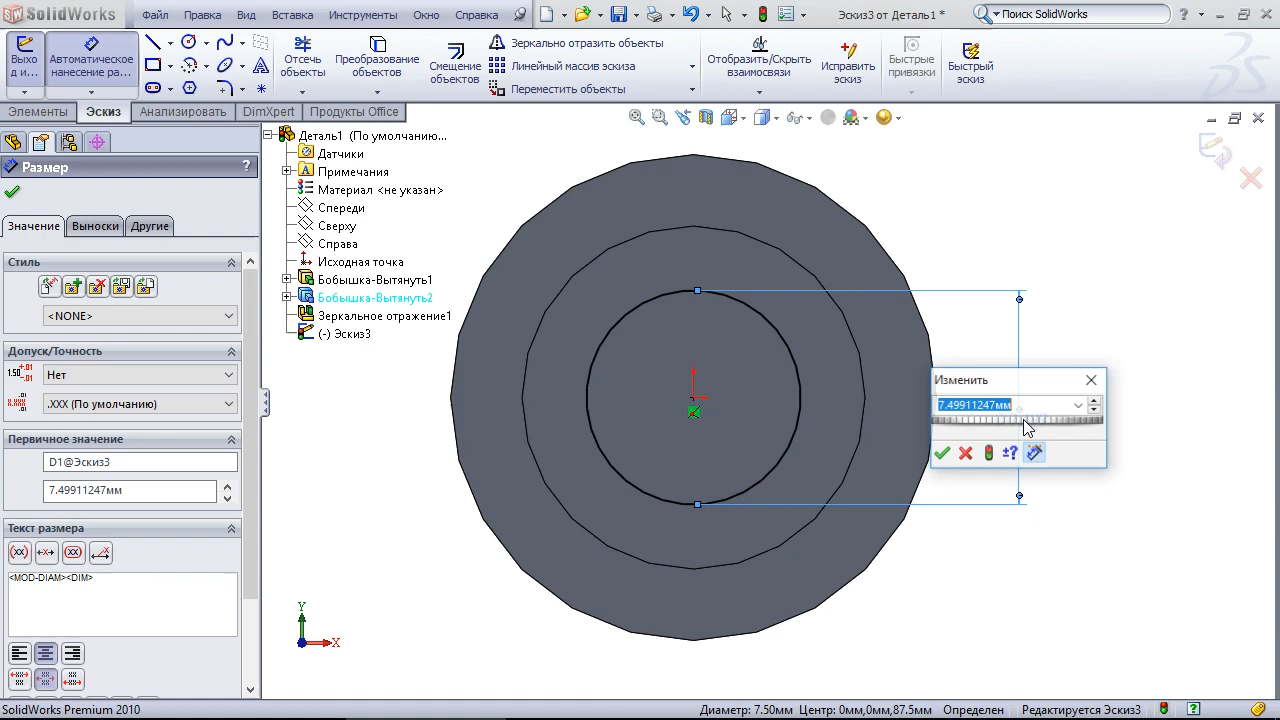 SolidWorks
Файл Правка Вид Вставка Инструменты Окно Справка
Эскиз3 от Деталь1 *
Поиск SolidWorks
Выхо
д и...
Автоматическое
нанесение ра...
Отсечь
объекты
Преобразование
объектов
Смещение
объектов
Зеркально отразить объекты
Линейный массив эскиза
Переместить объекты
Отобразить/Скрыть
взаимосвязи
Исправить
эскиз
Быстрые
привязки
Быстрый
эскиз
Элементы Эскиз Анализировать DimXpert Продукты Office
Размер ?
Значение Выноски Другие
Стиль
<NONE>
Допуск/Точность
Нет
.XXX (По умолчанию)
Первичное значение
D1@Эскиз3
7.49911247мм
Текст размера
<MOD-DIAM><DIM>
Деталь1 (По умолчанию...
Датчики
Примечания
Материал <не указан>
Спереди
Сверху
Справа
Исходная точка
Бобышка-Вытянуть1
Бобышка-Вытянуть2
Зеркальное отражение1
(-) Эскиз3
Изменить
7.49911247мм
Y
X
SolidWorks Premium 2010
Диаметр: 7.50мм Центр: 0мм,0мм,87.5мм Определен Редактируется Эскиз3